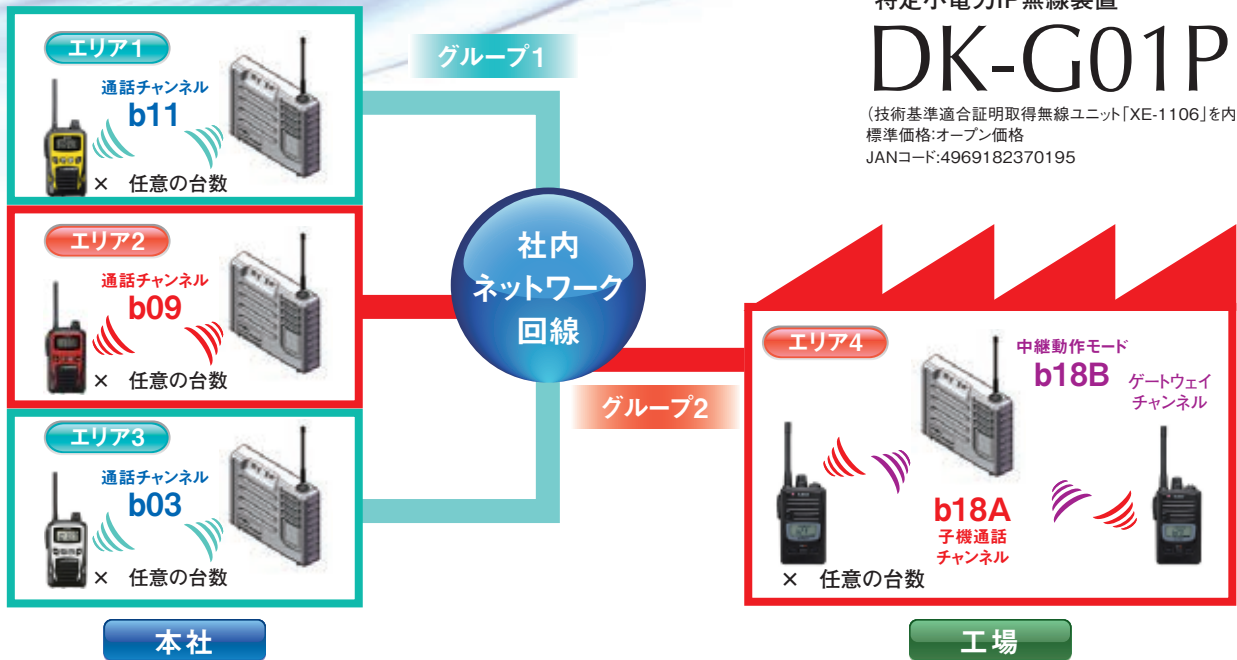 特定小電力IP無線装置
DK-G01P
(技術基準適合証明取得無線ユニット「XE-1106」を内
標準価格:オープン価格
JANコード:4969182370195
グループ1
エリア1
通話チャンネル
b11
× 任意の台数
エリア2
通話チャンネル
b09
× 任意の台数
エリア3
通話チャンネル
b03
× 任意の台数
本社
社内
ネットワーク
回線
グループ2
エリア4
中継動作モード
b18B
ゲートウェイ
チャンネル
b18A
子機通話
チャンネル
× 任意の台数
工場